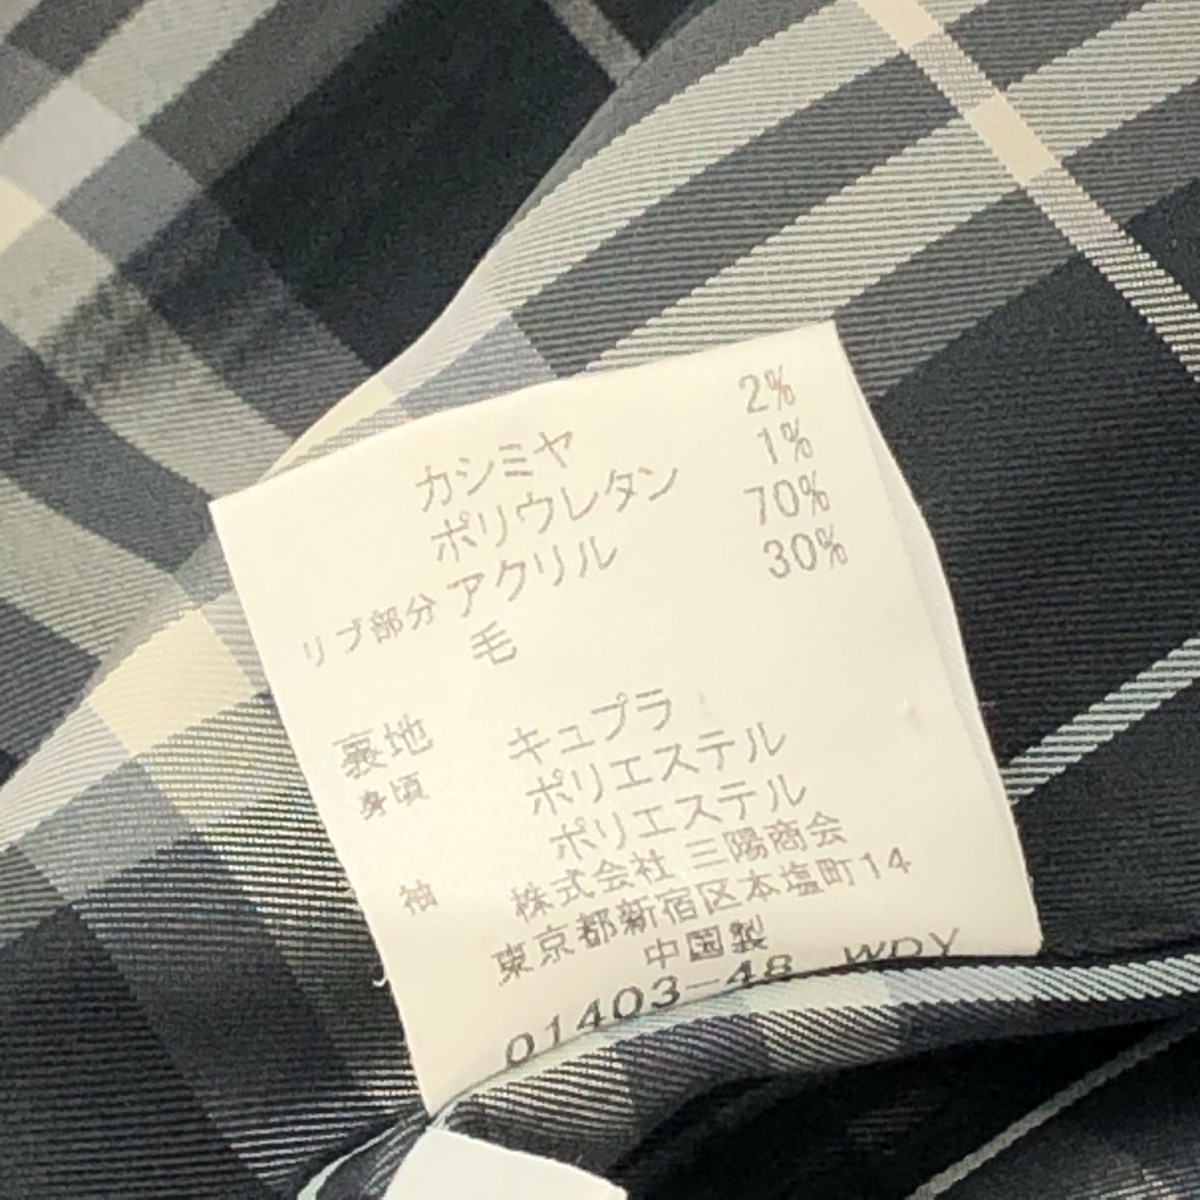 カシミヤ 2%
ポリウレタン 1%
リブ部分 アクリル 70%
毛 30%
裏地 キュプラ
身頃 ポリエステル
袖 ポリエステル
株式会社 三陽商会
東京都新宿区本塩町14
中国製
01403-48 WDY